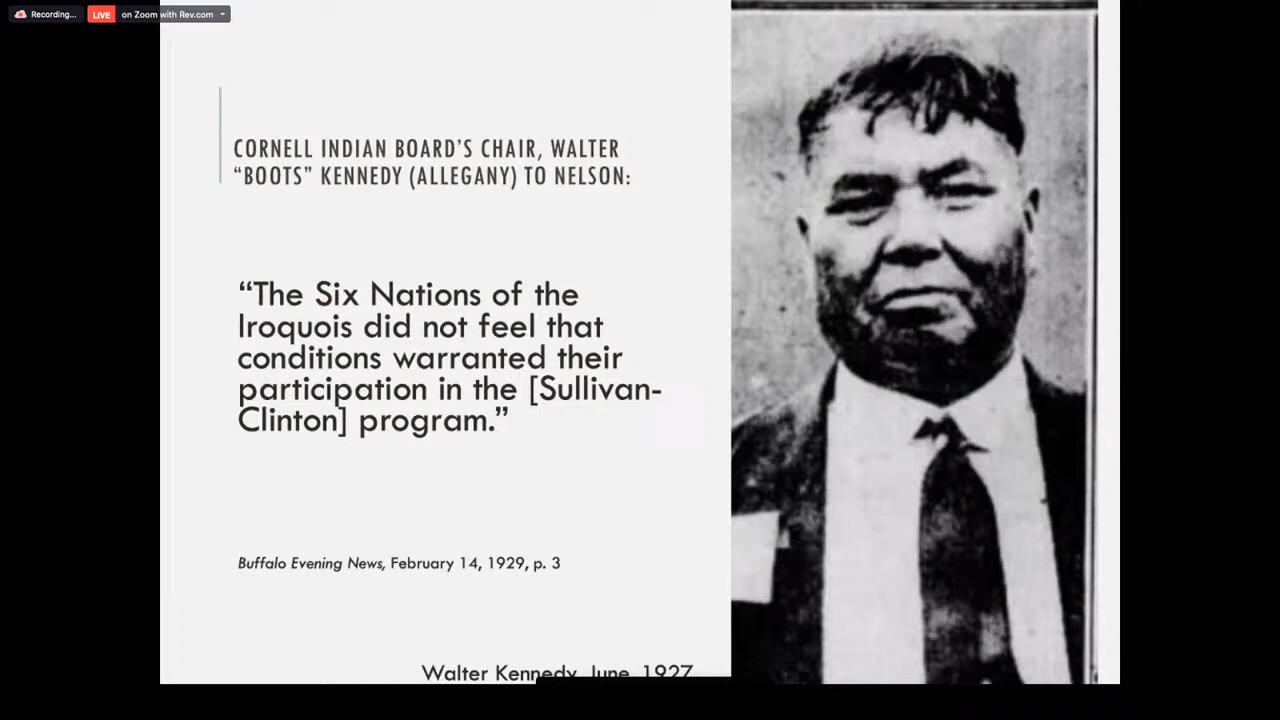 Recording...
LIVE on Zoom with Rev.com
CORNELL INDIAN BOARD'S CHAIR, WALTER
"BOOTS" KENNEDY (ALLEGANY) TO NELSON:
"The Six Nations of the
Iroquois did not feel that
conditions warranted their
participation in the [Sullivan-
Clinton] program."
Buffalo Evening News, February 14, 1929, p. 3
Walter Kennedy, June, 1927